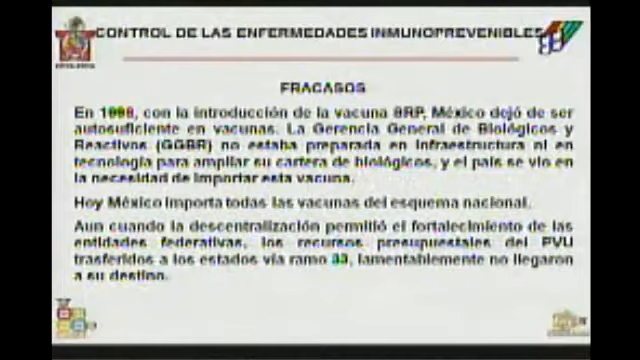 CONTROL DE LAS ENFERMEDADES INMUNOPREVENIBLES
FRACASOS
En 1998, con la introducción de la vacuna SRP, México dejó de ser
autosuficiente en vacunas. La Gerencia General de Biológicos y
Reactivos (GGBR) no estaba preparada en infraestructura ni en
tecnología para ampliar su cartera de biológicos, y el país se vio en
la necesidad de importar esta vacuna.
Hoy México importa todas las vacunas del esquema nacional.
Aun cuando la descentralización permitió el fortalecimiento de las
entidades federativas, los recursos presupuestales del PVU
trasferidos a los estados vía ramo 33, lamentablemente no llegaron
a su destino.